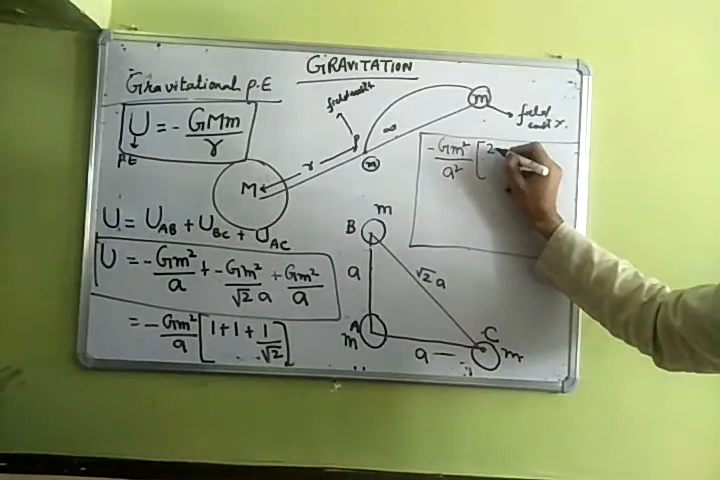 GRAVITATION
Gravitational P.E
U = - GMm / r
P.E
M
r
P
∞
m
m
U = U_AB + U_BC + U_AC
U = - Gm² / a + - Gm² / √2 a + Gm² / a
= - Gm² / a [ 1 + 1 + 1 / √2 ]
B
m
a
√2 a
A
m
a
C
m
- Gm² / a² [ 2